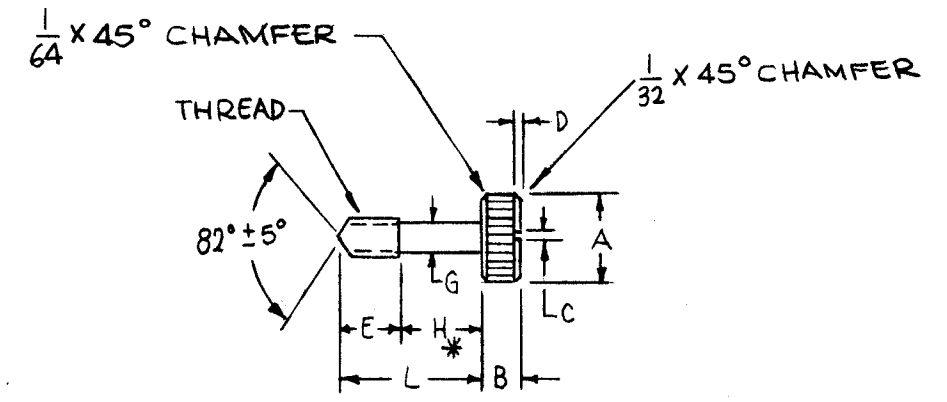 1/64 × 45° CHAMFER
1/32 × 45° CHAMFER
THREAD
D
82° ± 5°
A
G
C
E
H
*
L
B